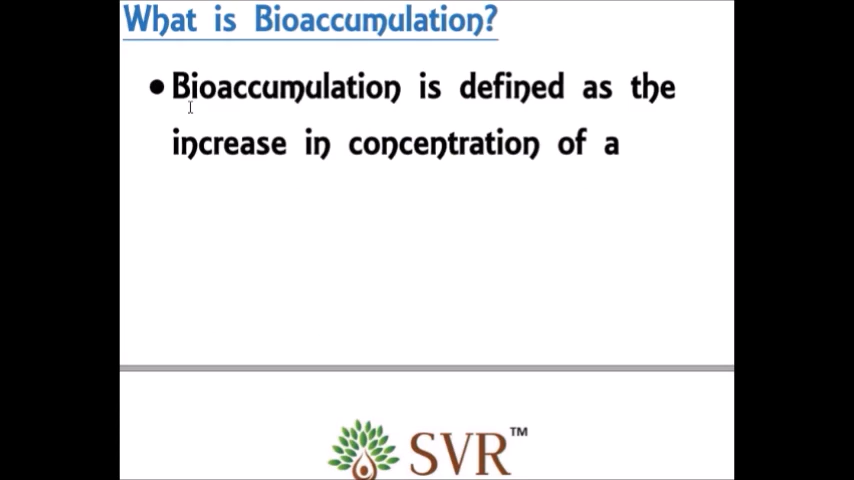 What is Bioaccumulation?
● Bioaccumulation is defined as the
increase in concentration of a
SVR™